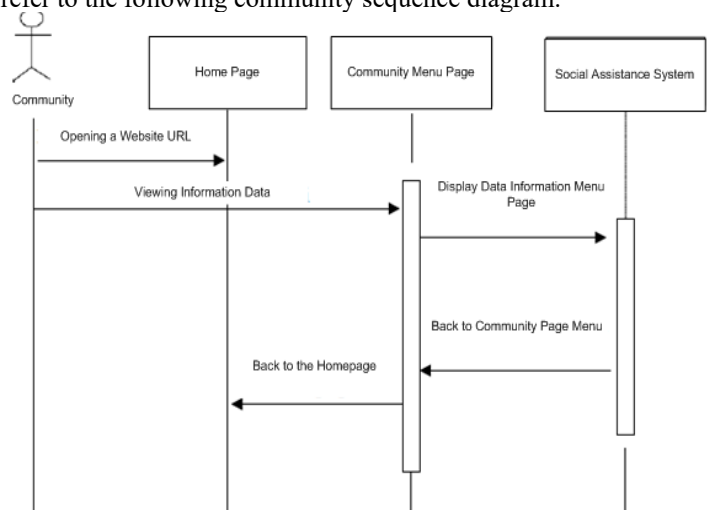 refer to the following community sequence diagram.
Home Page
Community Menu Page
Social Assistance System
Community
Opening a Website URL
Viewing Information Data
Display Data Information Menu
Page
Back to Community Page Menu
Back to the Homepage